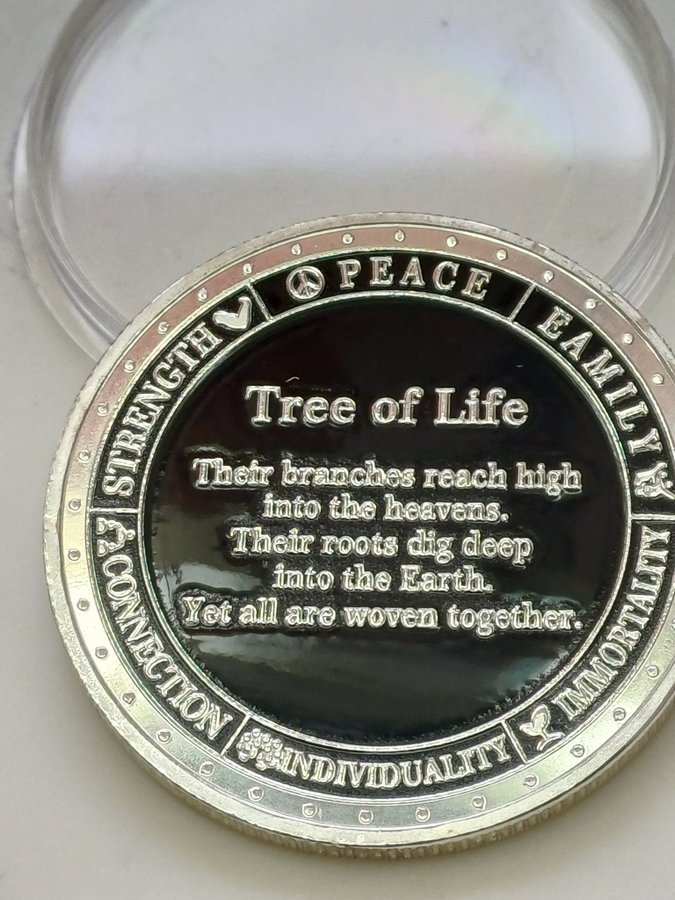 PEACE
EAMILY
IMMORTALITY
INDIVIDUALITY
CONNECTION
STRENGTH
Tree of Life
Their branches reach high
into the heavens.
Their roots dig deep
into the Earth.
Yet all are woven together.